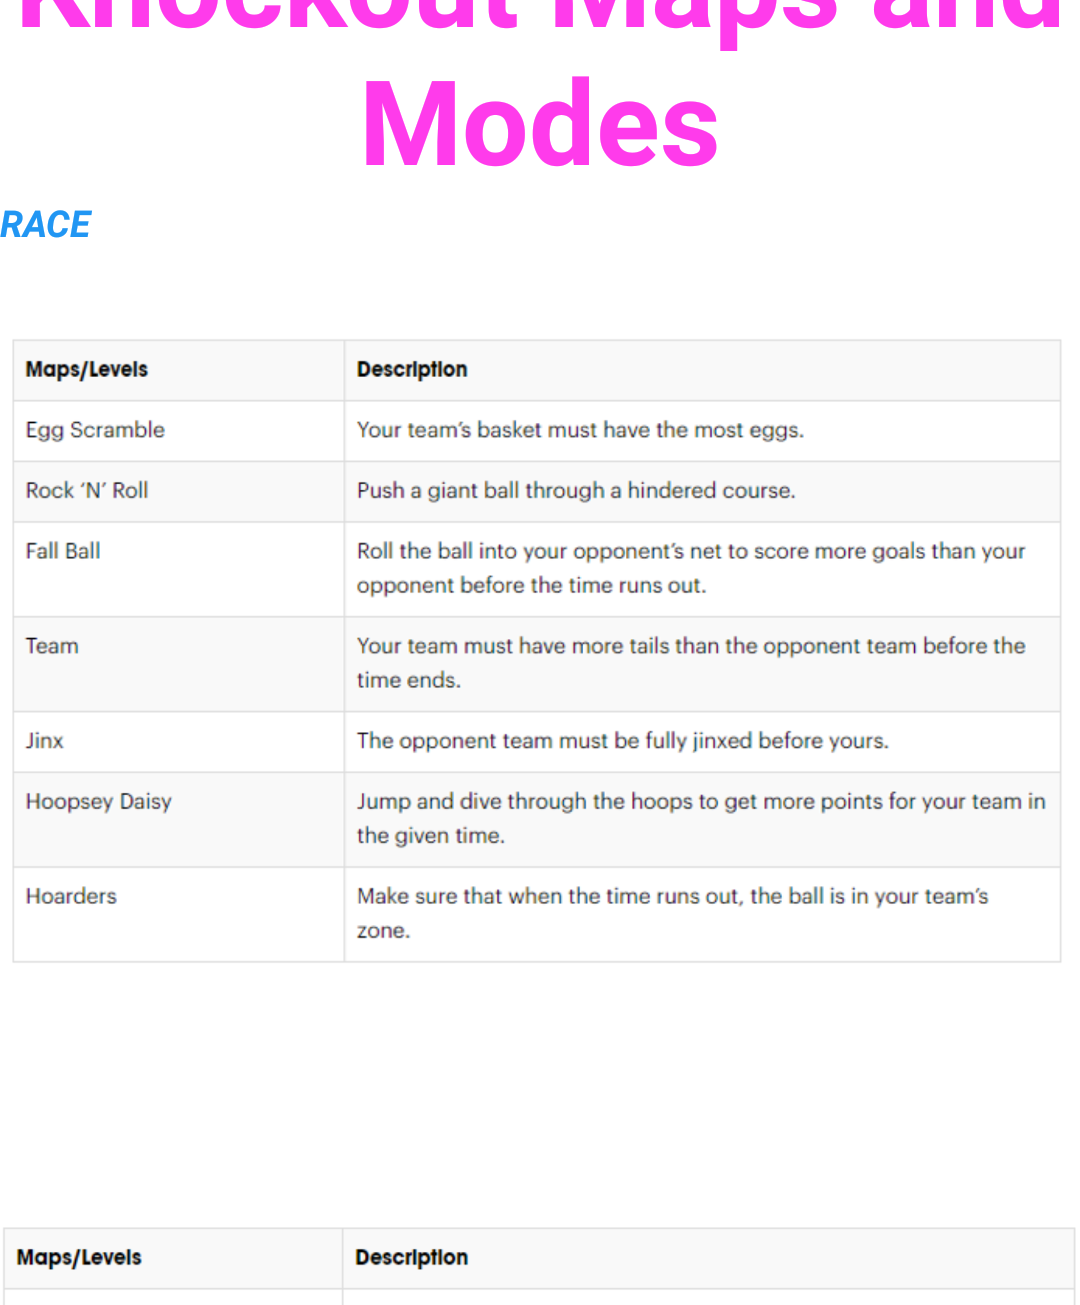 Knockout Maps and
Modes
RACE
Maps/Levels Description
Egg Scramble Your team’s basket must have the most eggs.
Rock ‘N’ Roll Push a giant ball through a hindered course.
Fall Ball Roll the ball into your opponent’s net to score more goals than your
opponent before the time runs out.
Team Your team must have more tails than the opponent team before the
time ends.
Jinx The opponent team must be fully jinxed before yours.
Hoopsey Daisy Jump and dive through the hoops to get more points for your team in
the given time.
Hoarders Make sure that when the time runs out, the ball is in your team’s
zone.
Maps/Levels Description